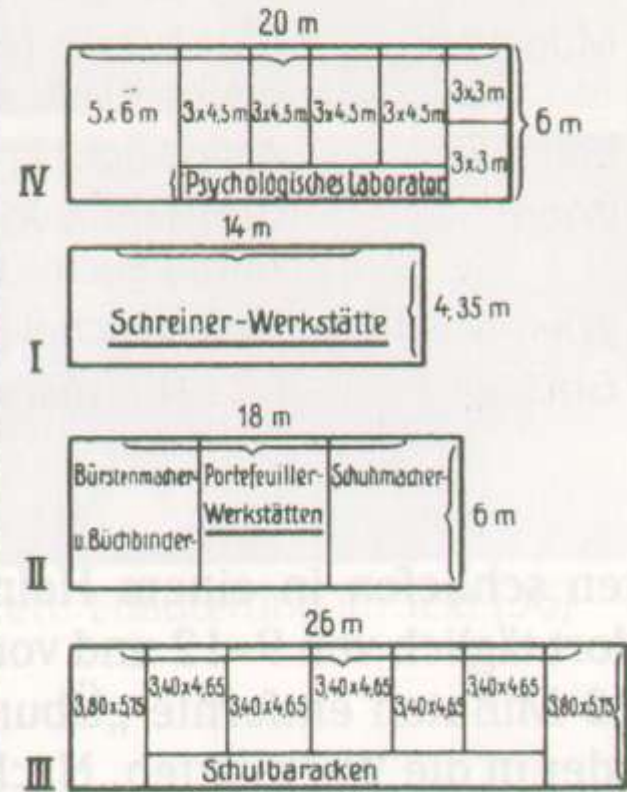 20 m
5 x 6 m
3x4,5m 3x4,5m 3x4,5m 3x4,5m
3x3m
3x3m
6 m
IV
Psychologisches Laborator
14 m
Schreiner-Werkstätte
4,35 m
I
18 m
Bürstenmacher- Portefeuiller- Schuhmacher-
Werkstätten
u. Buchbinder-
6 m
II
26 m
3,80x5,75 3,40x4,65 3,40x4,65 3,40x4,65 3,40x4,65 3,40x4,65 3,80x5,75
Schulbaracken
III